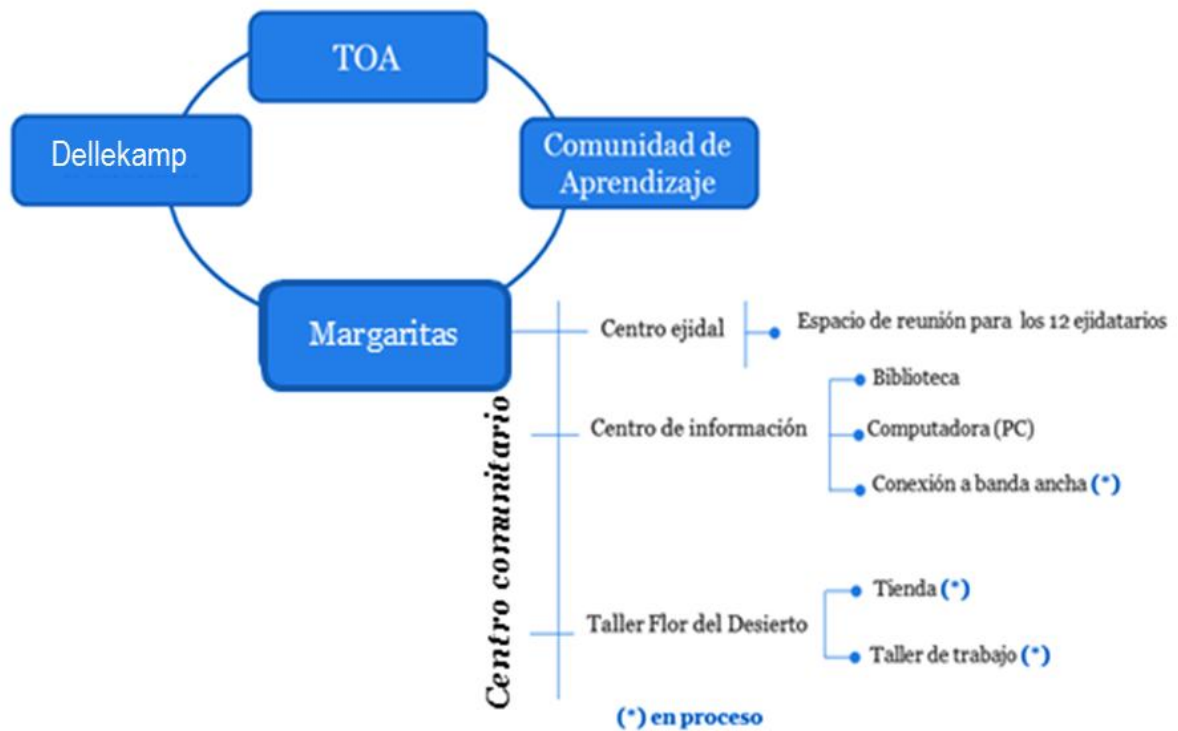 TOA
Dellekamp
Comunidad de
Aprendizaje
Margaritas
Centro comunitario
Centro ejidal
Espacio de reunión para los 12 ejidatarios
Centro de información
Biblioteca
Computadora (PC)
Conexión a banda ancha (*)
Taller Flor del Desierto
Tienda (*)
Taller de trabajo (*)
(*) en proceso